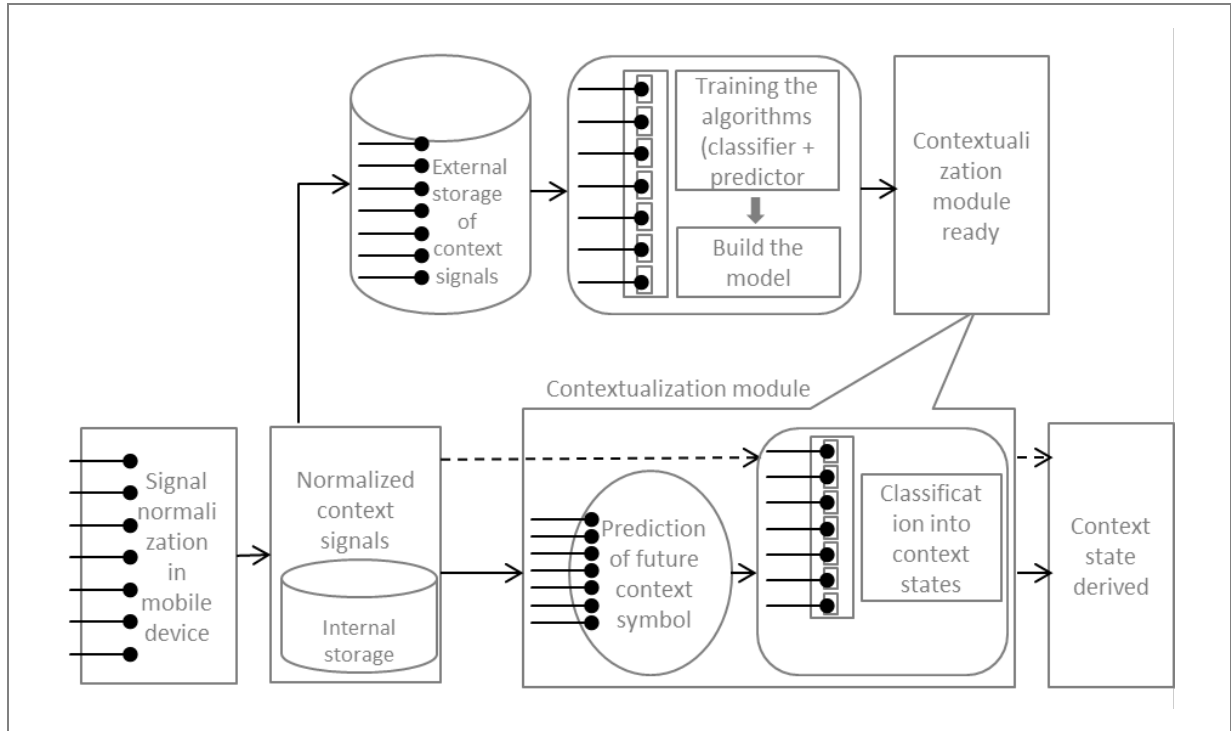 External
storage
of
context
signals
Training the
algorithms
(classifier +
predictor
Build the
model
Contextuali
zation
module
ready
Contextualization module
Signal
normali
zation
in
mobile
device
Normalized
context
signals
Internal
storage
Prediction
of future
context
symbol
Classificat
ion into
context
states
Context
state
derived